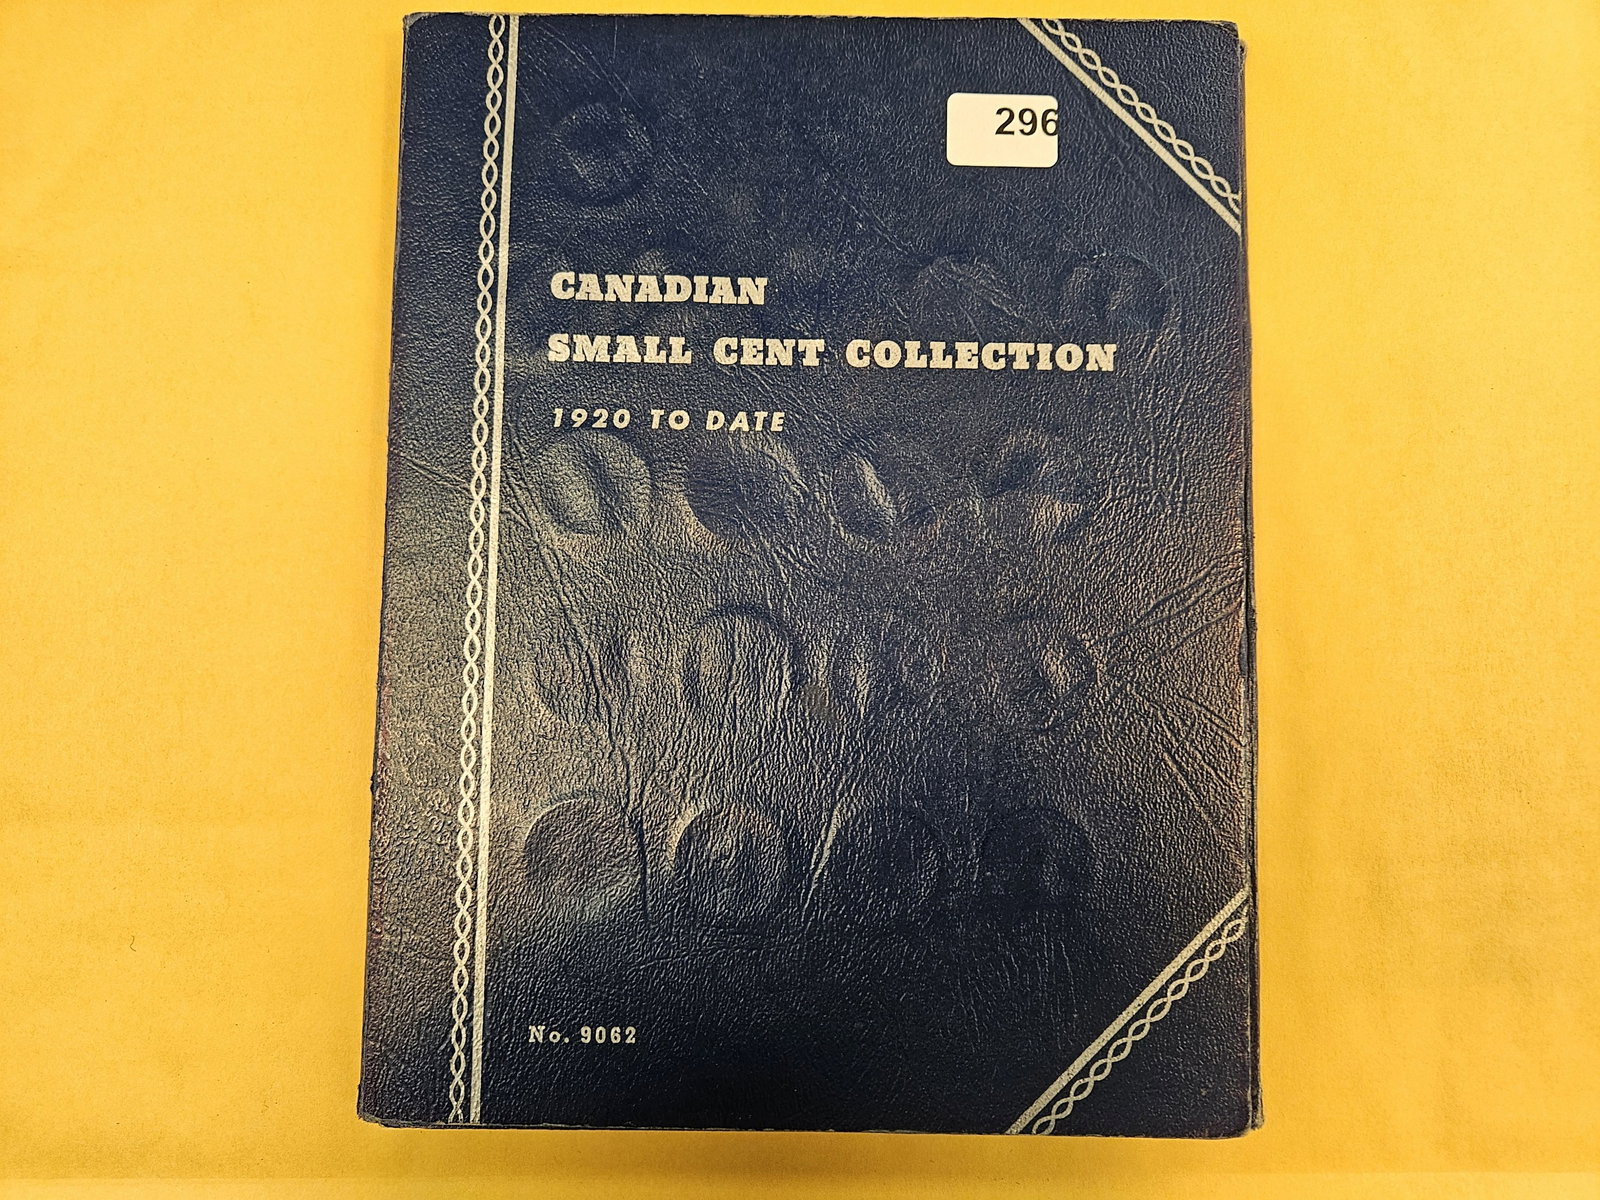 296
CANADIAN
SMALL CENT COLLECTION
1920 TO DATE
No. 9062